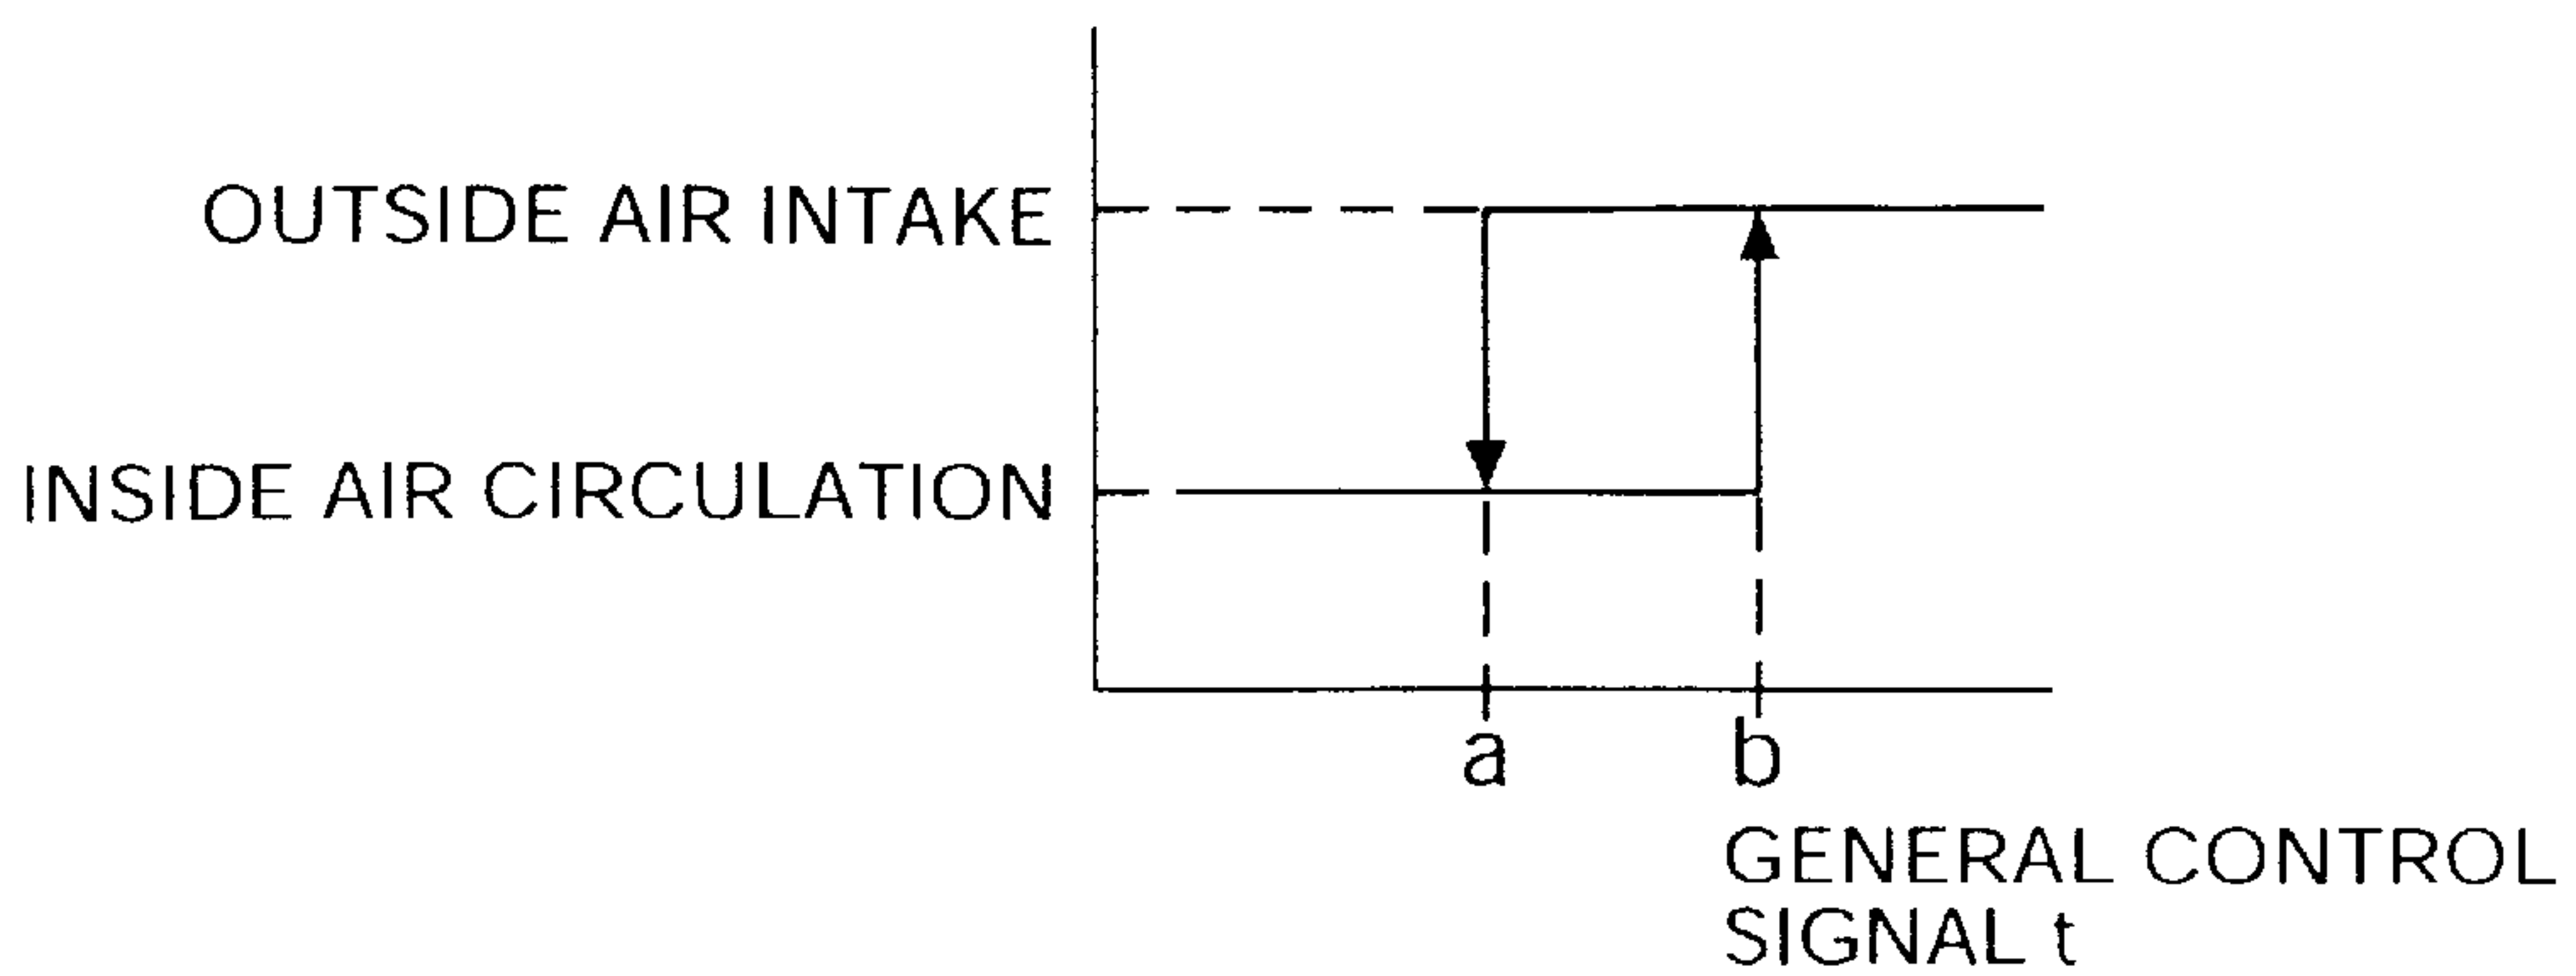 OUTSIDE AIR INTAKE
INSIDE AIR CIRCULATION
a
b
GENERAL CONTROL
SIGNAL t